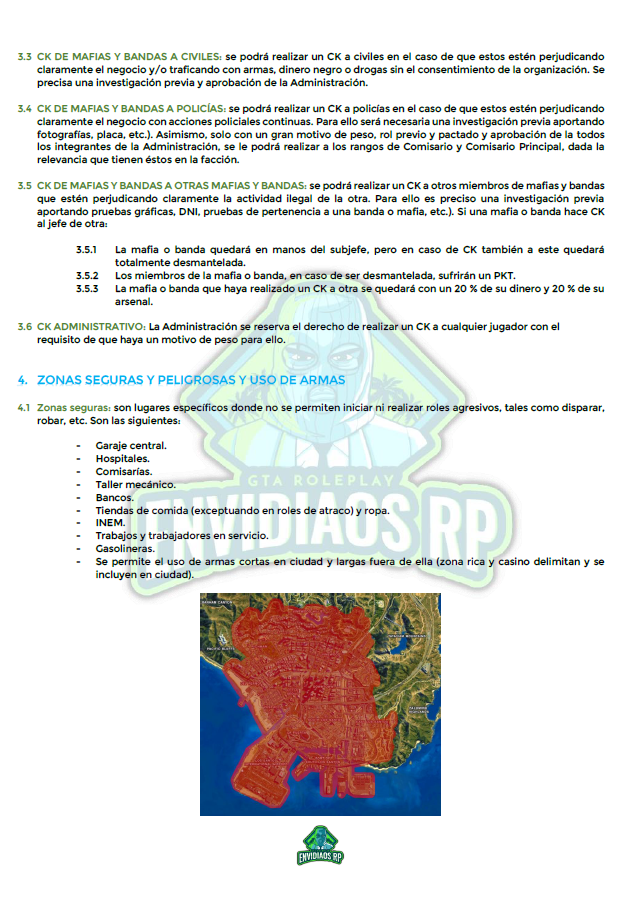 3.3 CK DE MAFIAS Y BANDAS A CIVILES: se podrá realizar un CK a civiles en el caso de que estos estén perjudicando
claramente el negocio y/o traficando con armas, dinero negro o drogas sin el consentimiento de la organización. Se
precisa una investigación previa y aprobación de la Administración.
3.4 CK DE MAFIAS Y BANDAS A POLICÍAS: se podrá realizar un CK a policías en el caso de que estos estén perjudicando
claramente el negocio con acciones policiales continuas. Para ello será necesaria una investigación previa aportando
fotografías, placa, etc.). Asimismo, solo con un gran motivo de peso, rol previo y pactado y aprobación de la todos
los integrantes de la Administración, se le podrá realizar a los rangos de Comisario y Comisario Principal, dada la
relevancia que tienen éstos en la facción.
3.5 CK DE MAFIAS Y BANDAS A OTRAS MAFIAS Y BANDAS: se podrá realizar un CK a otros miembros de mafias y bandas
que estén perjudicando claramente la actividad ilegal de la otra. Para ello es preciso una investigación previa
aportando pruebas gráficas, DNI, pruebas de pertenencia a una banda o mafia, etc.). Si una mafia o banda hace CK
al jefe de otra:
3.5.1 La mafia o banda quedará en manos del subjefe, pero en caso de CK también a este quedará
totalmente desmantelada.
3.5.2 Los miembros de la mafia o banda, en caso de ser desmantelada, sufrirán un PKT.
3.5.3 La mafia o banda que haya realizado un CK a otra se quedará con un 20 % de su dinero y 20 % de su
arsenal.
3.6 CK ADMINISTRATIVO: La Administración se reserva el derecho de realizar un CK a cualquier jugador con el
requisito de que haya un motivo de peso para ello.
4. ZONAS SEGURAS Y PELIGROSAS Y USO DE ARMAS
4.1 Zonas seguras: son lugares específicos donde no se permiten iniciar ni realizar roles agresivos, tales como disparar,
robar, etc. Son las siguientes:
- Garaje central.
- Hospitales.
- Comisarías.
- Taller mecánico.
- Bancos.
- Tiendas de comida (exceptuando en roles de atraco) y ropa.
- INEM.
- Trabajos y trabajadores en servicio.
- Gasolineras.
- Se permite el uso de armas cortas en ciudad y largas fuera de ella (zona rica y casino delimitan y se
incluyen en ciudad).
GTA ROLEPLAY
ENVIDIAOS RP
PACIFIC BLUFFS
ENVIDIAOS RP